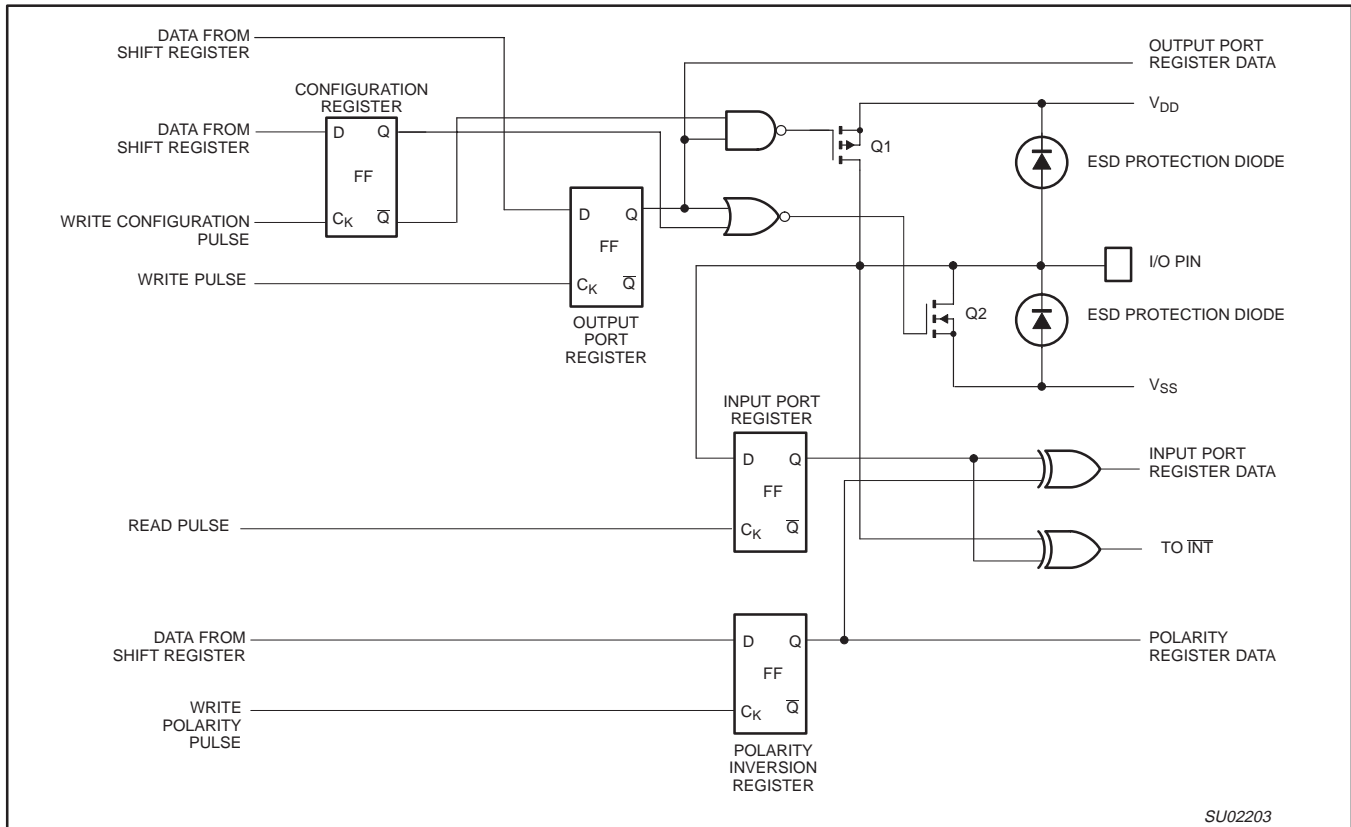 DATA FROM
SHIFT REGISTER
OUTPUT PORT
REGISTER DATA
CONFIGURATION
REGISTER
V_DD
DATA FROM
SHIFT REGISTER
D Q
FF
C_K Q̅
Q1
ESD PROTECTION DIODE
WRITE CONFIGURATION
PULSE
D Q
FF
C_K Q̅
I/O PIN
WRITE PULSE
OUTPUT
PORT
REGISTER
Q2
ESD PROTECTION DIODE
V_SS
INPUT PORT
REGISTER
D Q
FF
C_K Q̅
INPUT PORT
REGISTER DATA
READ PULSE
TO I̅N̅T̅
DATA FROM
SHIFT REGISTER
D Q
FF
C_K Q̅
POLARITY
REGISTER DATA
WRITE
POLARITY
PULSE
POLARITY
INVERSION
REGISTER
SU02203